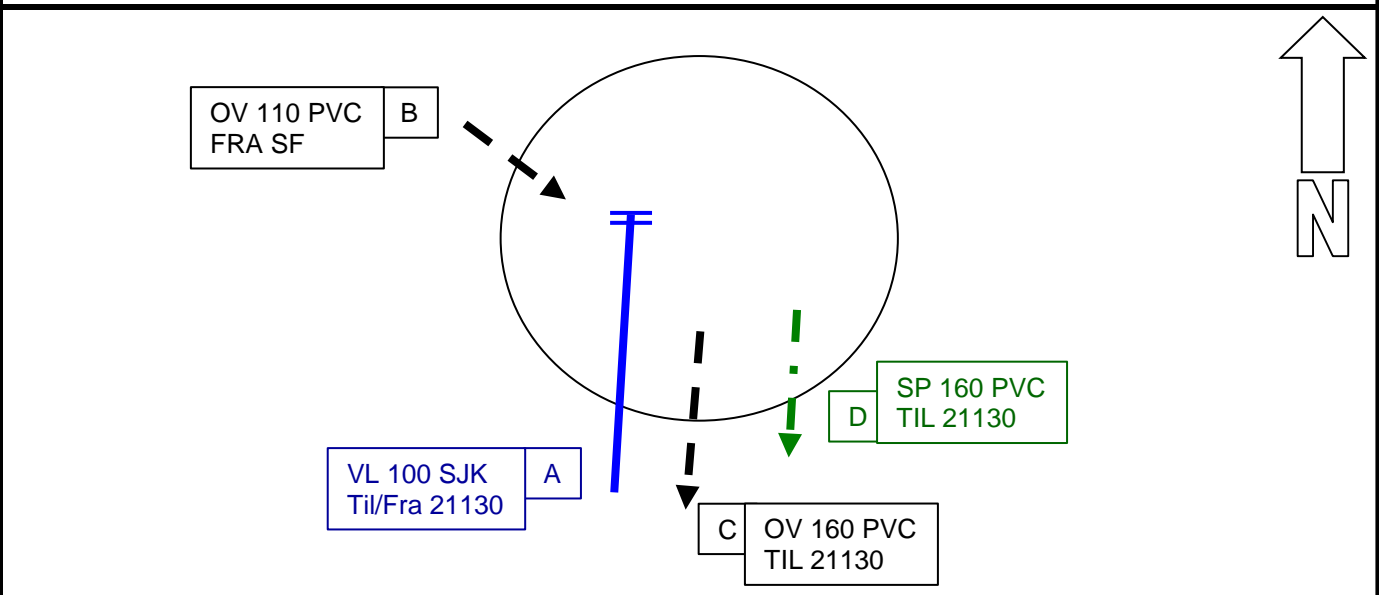 OV 110 PVC
FRA SF
B
N
SP 160 PVC
TIL 21130
D
VL 100 SJK
Til/Fra 21130
A
C
OV 160 PVC
TIL 21130